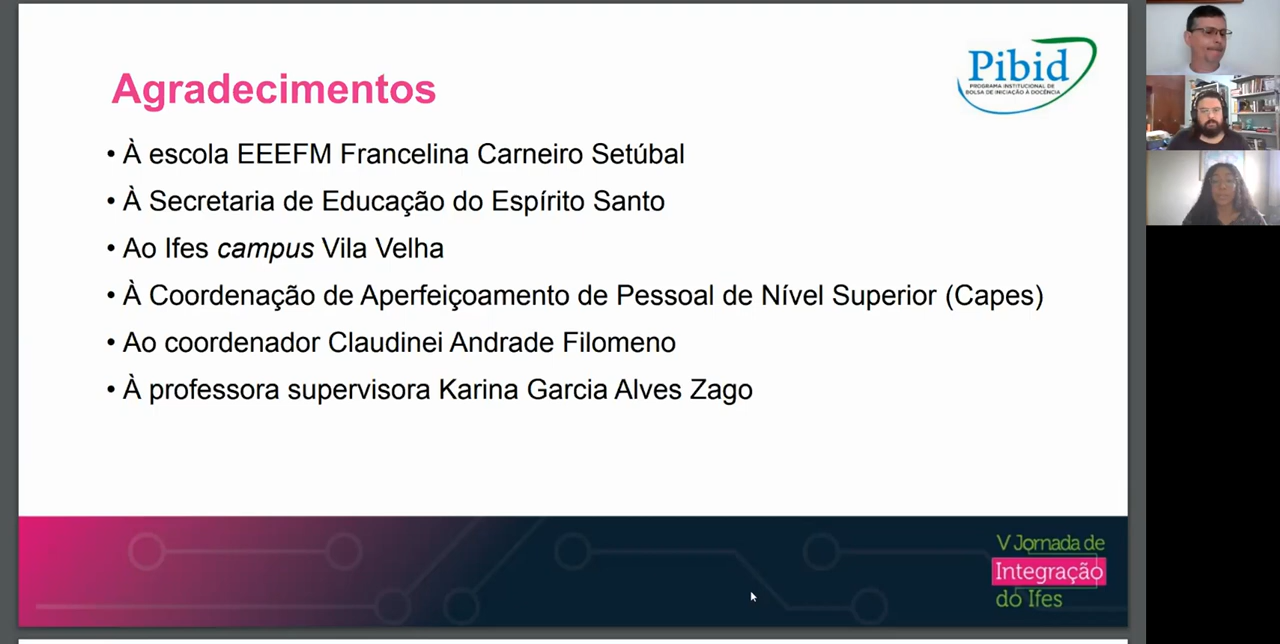 Agradecimentos
Pibid
PROGRAMA INSTITUCIONAL DE
BOLSA DE INICIAÇÃO À DOCÊNCIA
• À escola EEEFM Francelina Carneiro Setúbal
• À Secretaria de Educação do Espírito Santo
• Ao Ifes campus Vila Velha
• À Coordenação de Aperfeiçoamento de Pessoal de Nível Superior (Capes)
• Ao coordenador Claudinei Andrade Filomeno
• À professora supervisora Karina Garcia Alves Zago
V Jornada de
Integração
do Ifes